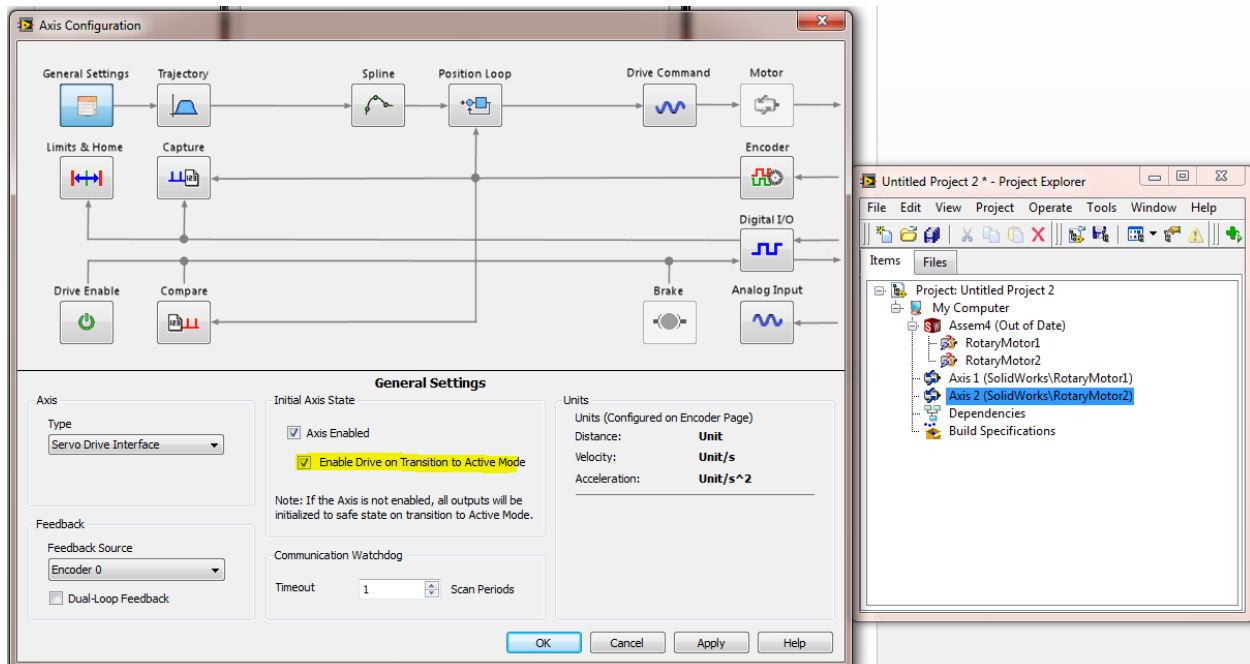 Axis Configuration
General Settings
Trajectory
Spline
Position Loop
Drive Command
Motor
Limits & Home
Capture
123
Encoder
Digital I/O
Drive Enable
Compare
123
Brake
Analog Input
General Settings
Axis
Type
Servo Drive Interface
Feedback
Feedback Source
Encoder 0
Dual-Loop Feedback
Initial Axis State
Axis Enabled
Enable Drive on Transition to Active Mode
Note: If the Axis is not enabled, all outputs will be
initialized to safe state on transition to Active Mode.
Communication Watchdog
Timeout 1 Scan Periods
Units
Units (Configured on Encoder Page)
Distance: Unit
Velocity: Unit/s
Acceleration: Unit/s^2
OK Cancel Apply Help
Untitled Project 2 * - Project Explorer
File Edit View Project Operate Tools Window Help
Items Files
Project: Untitled Project 2
My Computer
Assem4 (Out of Date)
RotaryMotor1
RotaryMotor2
Axis 1 (SolidWorks\RotaryMotor1)
Axis 2 (SolidWorks\RotaryMotor2)
Dependencies
Build Specifications